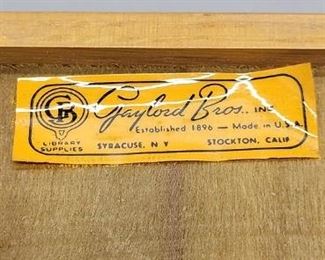 GB
Gaylord Bros., INC.
Established 1896 — Made in U.S.A.
LIBRARY
SUPPLIES
SYRACUSE, N Y STOCKTON, CALIF